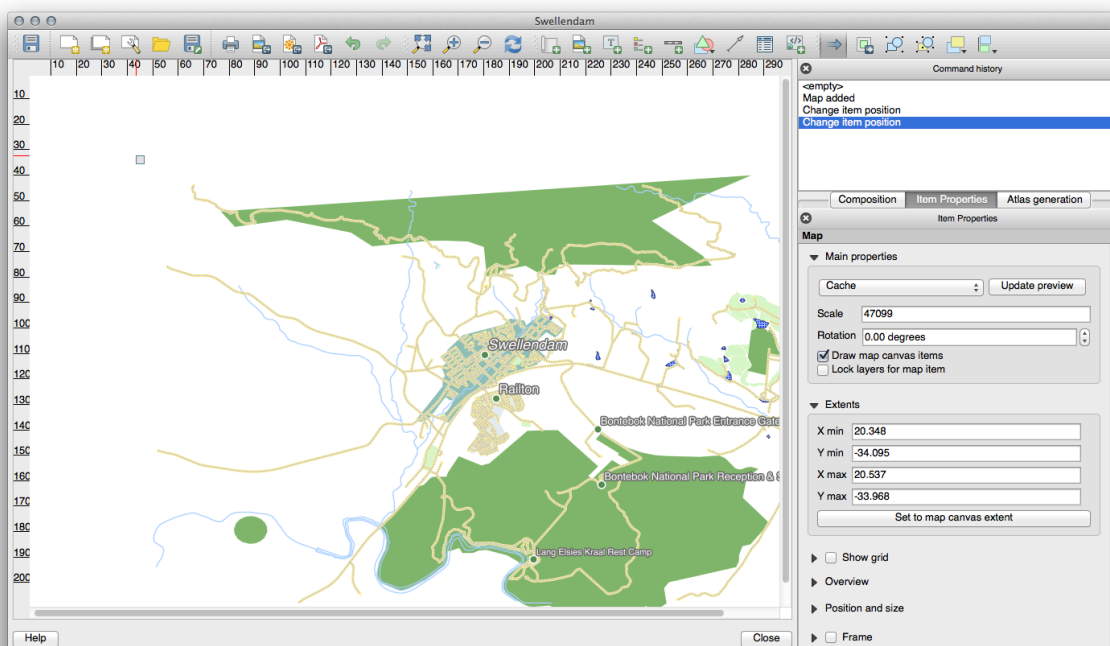 Swellendam
10 20 30 40 50 60 70 80 90 100 110 120 130 140 150 160 170 180 190 200 210 220 230 240 250 260 270 280 290
Command history
<empty>
Map added
Change item position
Change item position
Composition Item Properties Atlas generation
Item Properties
Map
Main properties
Cache Update preview
Scale 47099
Rotation 0.00 degrees
Draw map canvas items
Lock layers for map item
Extents
X min 20.348
Y min -34.095
X max 20.537
Y max -33.968
Set to map canvas extent
Show grid
Overview
Position and size
Frame
10
20
30
40
50
60
70
80
90
100
110
120
130
140
150
160
170
180
190
200
Swellendam
Railton
Bontebok National Park Entrance Gate
Bontebok National Park Reception & S
Lang Elsies Kraal Rest Camp
Help Close